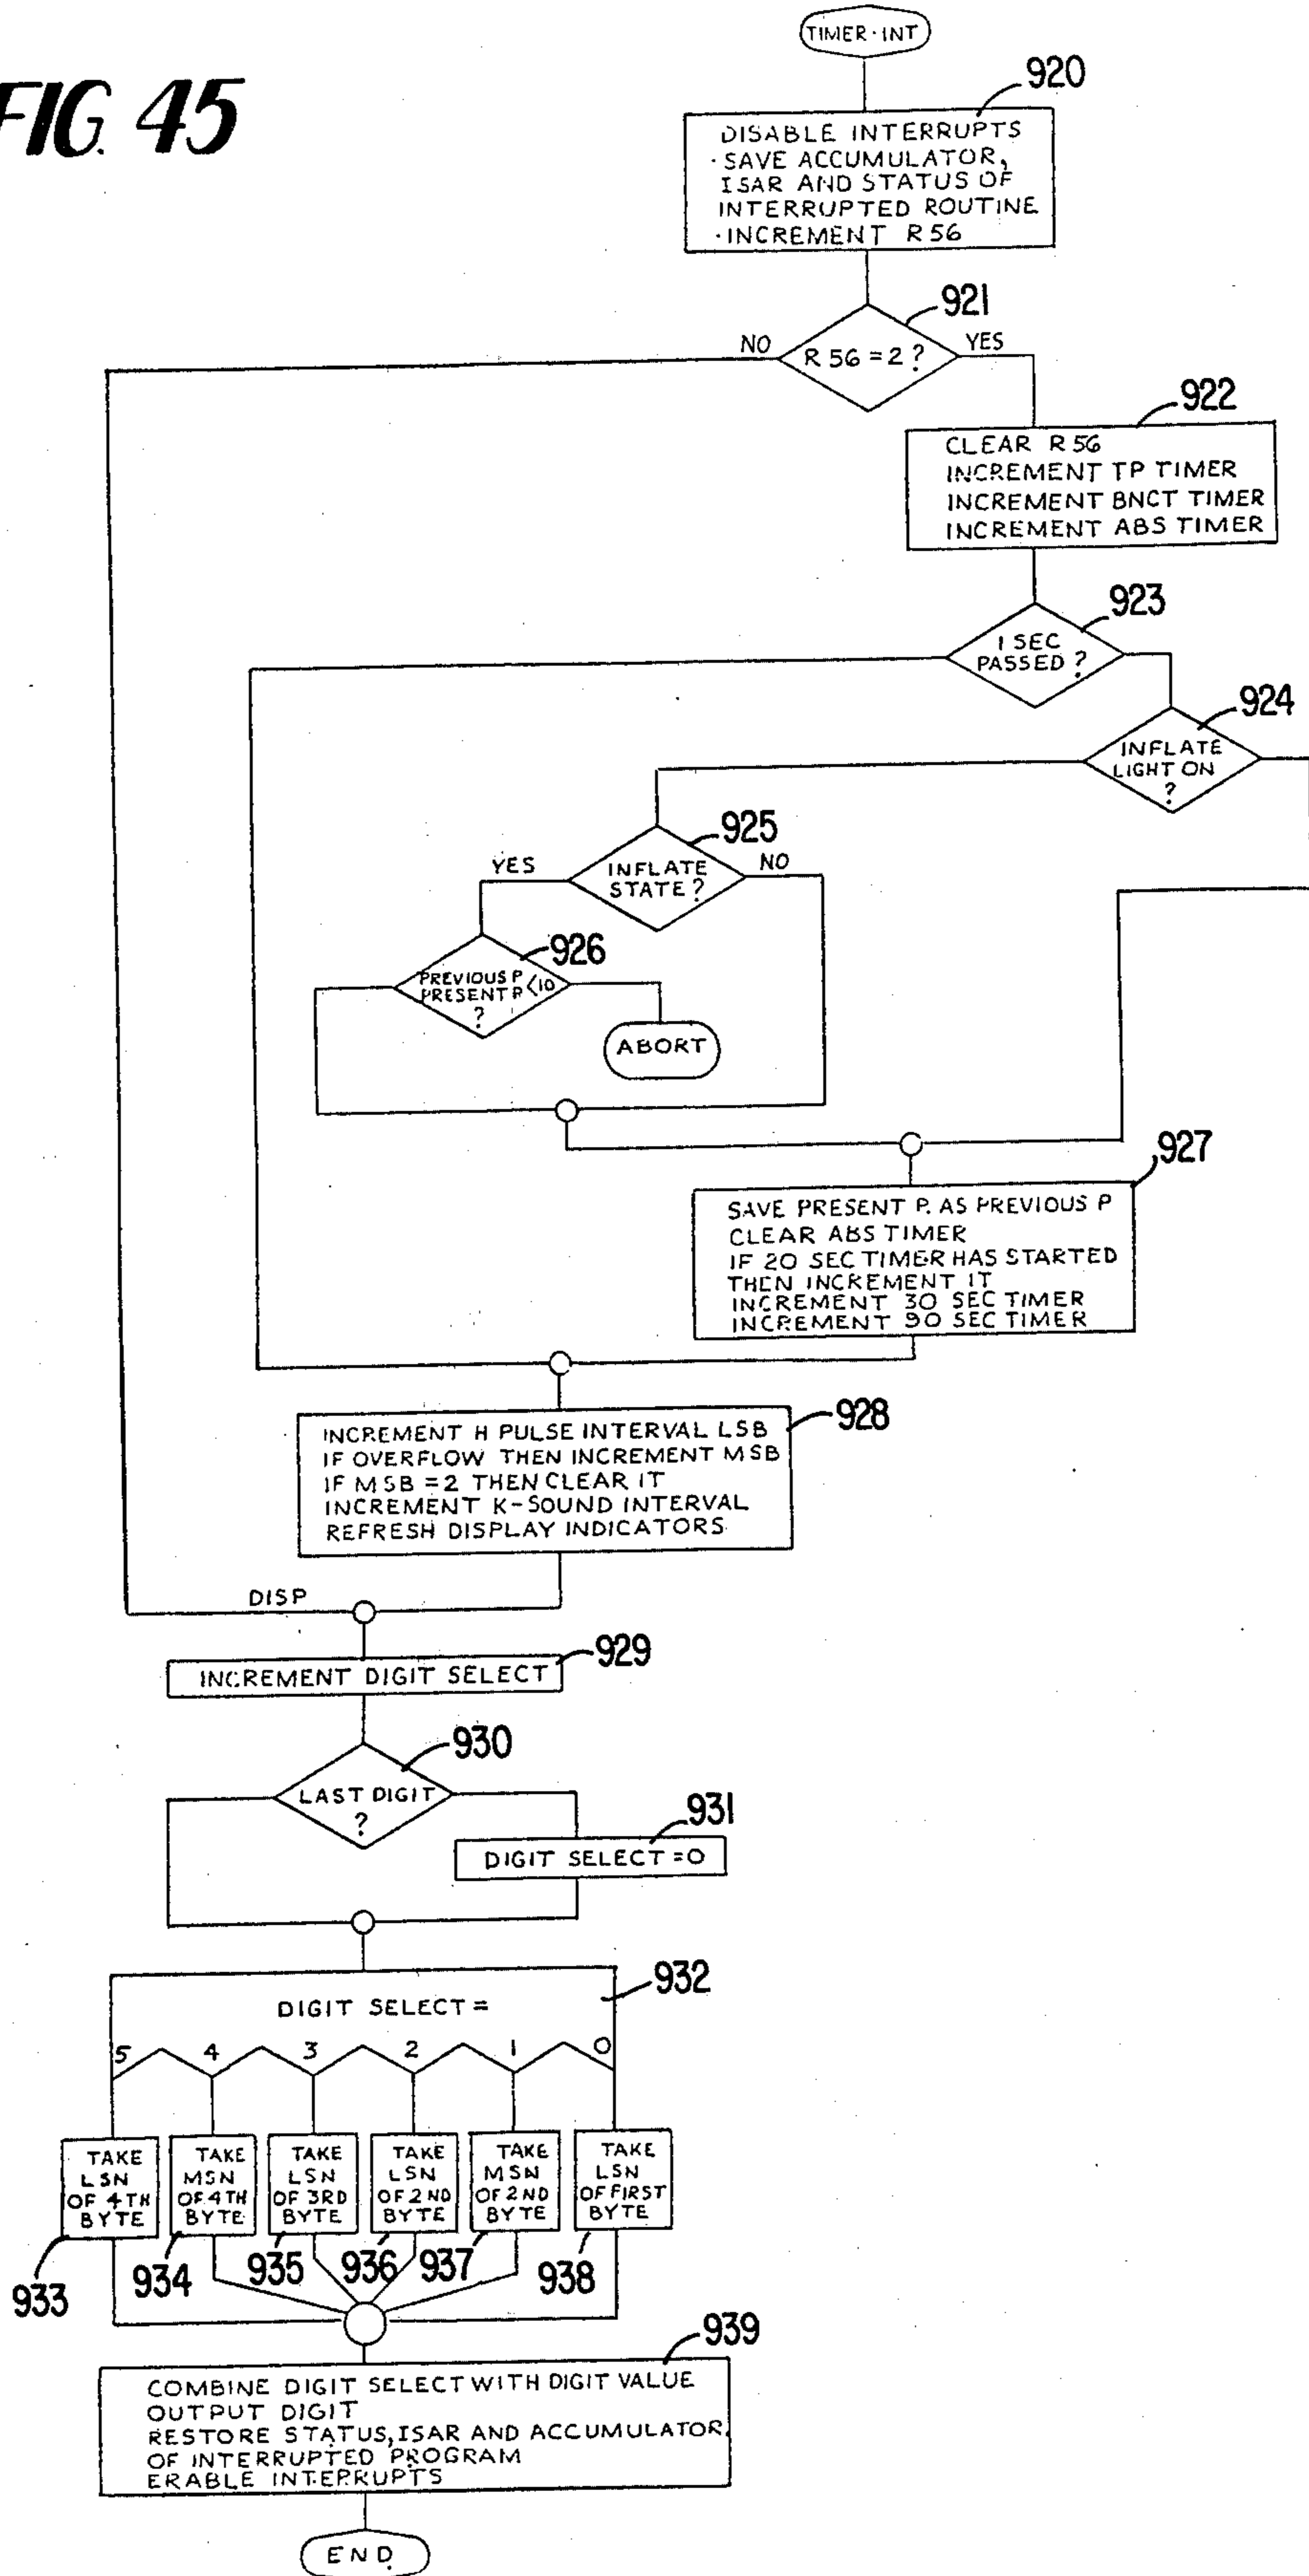 FIG. 45
TIMER·INT
920
DISABLE INTERRUPTS
·SAVE ACCUMULATOR,
ISAR AND STATUS OF
INTERRUPTED ROUTINE
·INCREMENT R56
921
NO
R56=2?
YES
922
CLEAR R56
INCREMENT TP TIMER
INCREMENT BNCT TIMER
INCREMENT ABS TIMER
923
1 SEC
PASSED?
924
INFLATE
LIGHT ON
?
925
YES
INFLATE
STATE?
NO
926
PREVIOUS P
PRESENT P <10
?
ABORT
927
SAVE PRESENT P. AS PREVIOUS P
CLEAR ABS TIMER
IF 20 SEC TIMER HAS STARTED
THEN INCREMENT IT
INCREMENT 30 SEC TIMER
INCREMENT 90 SEC TIMER
928
INCREMENT H PULSE INTERVAL LSB
IF OVERFLOW THEN INCREMENT MSB
IF MSB=2 THEN CLEAR IT
INCREMENT K-SOUND INTERVAL
REFRESH DISPLAY INDICATORS
DISP
929
INCREMENT DIGIT SELECT
930
LAST DIGIT
?
931
DIGIT SELECT=0
932
DIGIT SELECT=
5 4 3 2 1 0
TAKE
LSN
OF 4TH
BYTE
TAKE
MSN
OF 4TH
BYTE
TAKE
LSN
OF 3RD
BYTE
TAKE
LSN
OF 2ND
BYTE
TAKE
MSN
OF 2ND
BYTE
TAKE
LSN
OF FIRST
BYTE
933 934 935 936 937 938
939
COMBINE DIGIT SELECT WITH DIGIT VALUE
OUTPUT DIGIT
RESTORE STATUS, ISAR AND ACCUMULATOR.
OF INTERRUPTED PROGRAM
ERABLE INTEPRUPTS
END